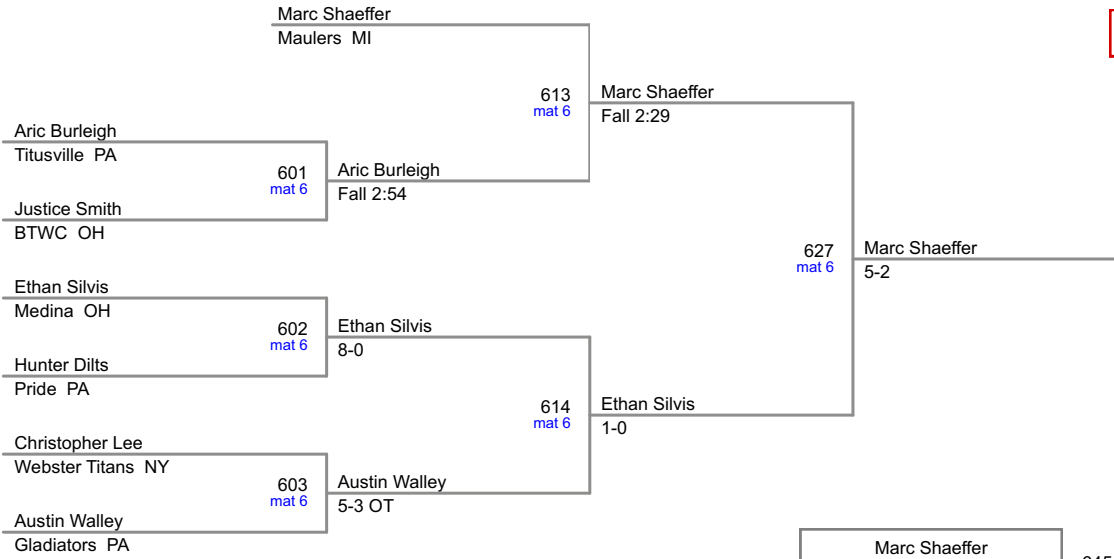 Marc Shaeffer
Maulers MI
613
mat 6
Marc Shaeffer
Fall 2:29
Aric Burleigh
Titusville PA
601
mat 6
Aric Burleigh
Fall 2:54
Justice Smith
BTWC OH
627
mat 6
Marc Shaeffer
5-2
Ethan Silvis
Medina OH
602
mat 6
Ethan Silvis
8-0
Hunter Dilts
Pride PA
614
mat 6
Ethan Silvis
1-0
Christopher Lee
Webster Titans NY
603
mat 6
Austin Walley
5-3 OT
Austin Walley
Gladiators PA
Marc Shaeffer